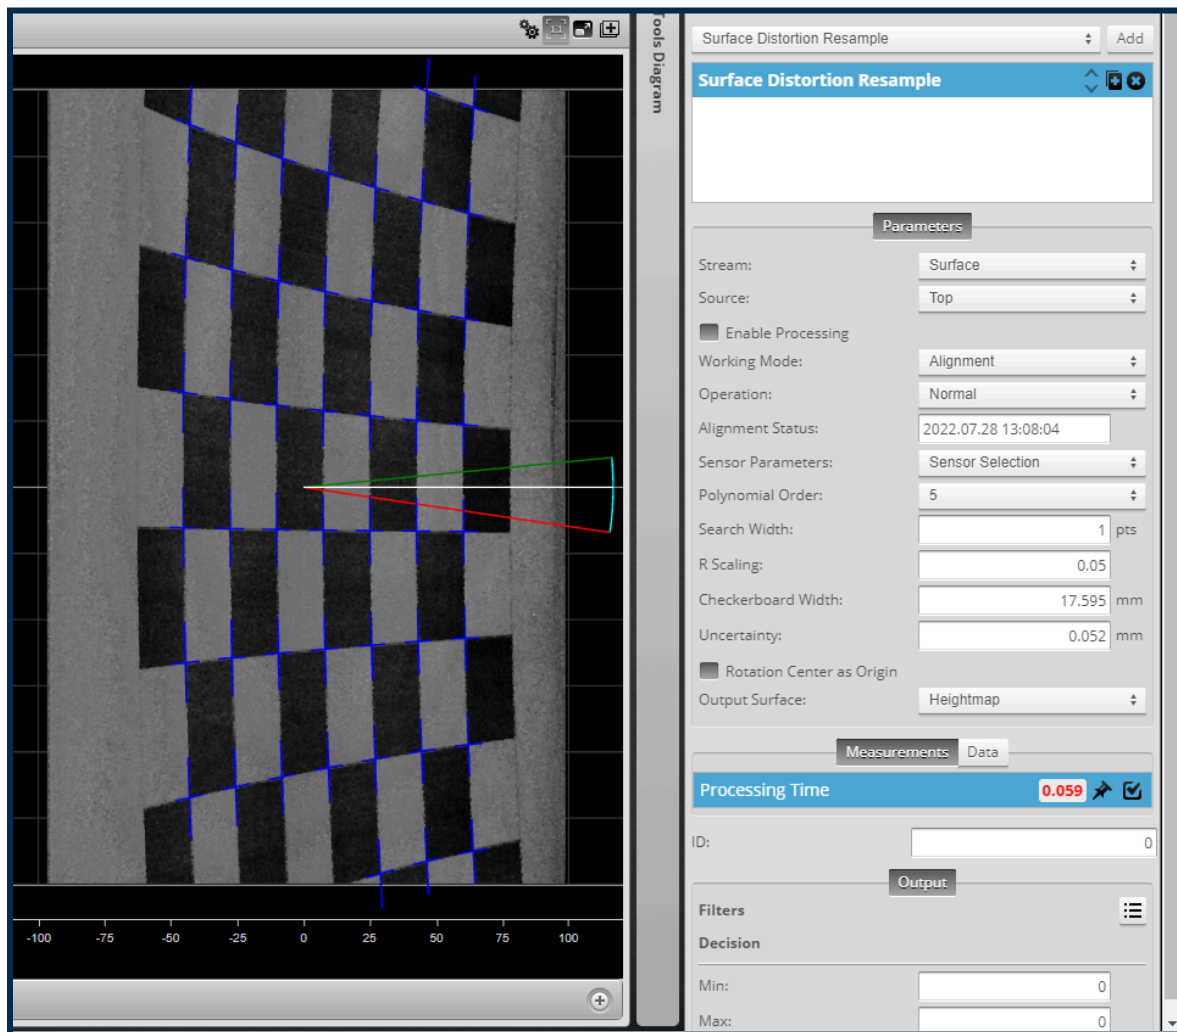 Tools Diagram
Surface Distortion Resample
Add
Surface Distortion Resample
Parameters
Stream: Surface
Source: Top
Enable Processing
Working Mode: Alignment
Operation: Normal
Alignment Status: 2022.07.28 13:08:04
Sensor Parameters: Sensor Selection
Polynomial Order: 5
Search Width: 1 pts
R Scaling: 0.05
Checkerboard Width: 17.595 mm
Uncertainty: 0.052 mm
Rotation Center as Origin
Output Surface: Heightmap
Measurements Data
Processing Time 0.059
ID: 0
Output
Filters
Decision
Min: 0
Max: 0
-100 -75 -50 -25 0 25 50 75 100